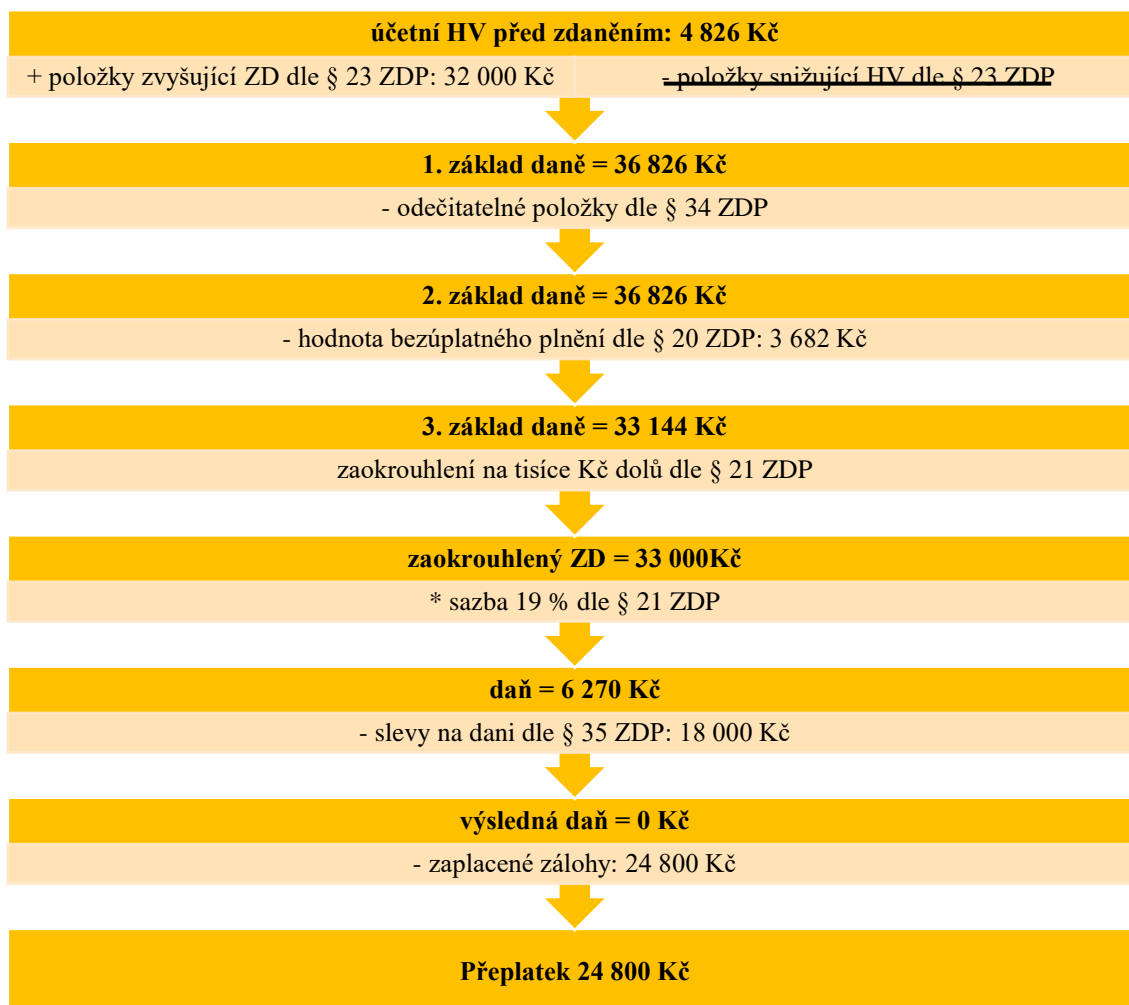 účetní HV před zdaněním: 4 826 Kč
+ položky zvyšující ZD dle § 23 ZDP: 32 000 Kč
- položky snižující HV dle § 23 ZDP
1. základ daně = 36 826 Kč
- odečitatelné položky dle § 34 ZDP
2. základ daně = 36 826 Kč
- hodnota bezúplatného plnění dle § 20 ZDP: 3 682 Kč
3. základ daně = 33 144 Kč
zaokrouhlení na tisíce Kč dolů dle § 21 ZDP
zaokrouhlený ZD = 33 000Kč
* sazba 19 % dle § 21 ZDP
daň = 6 270 Kč
- slevy na dani dle § 35 ZDP: 18 000 Kč
výsledná daň = 0 Kč
- zaplacené zálohy: 24 800 Kč
Přeplatek 24 800 Kč